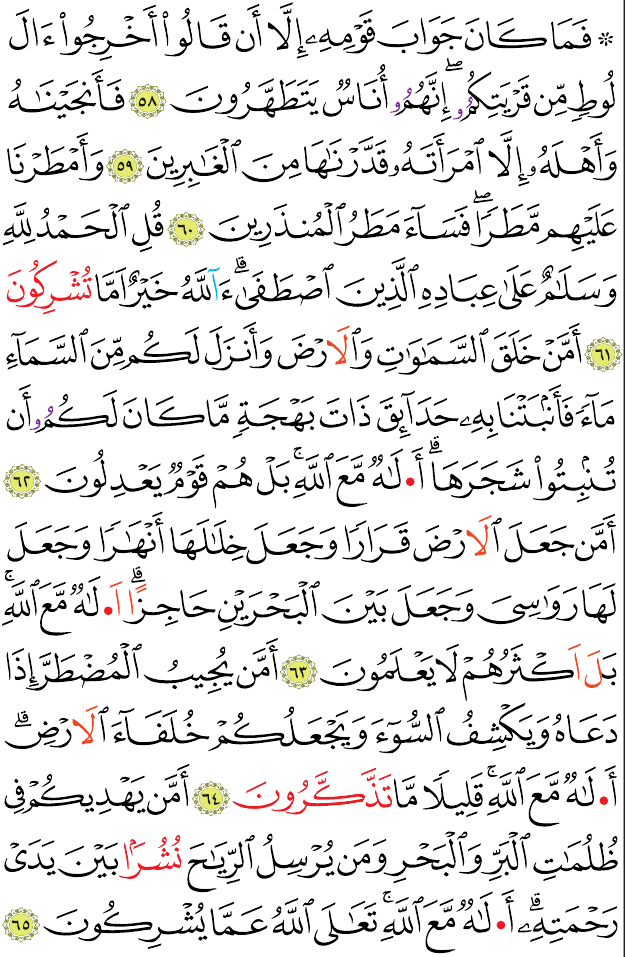 * فَمَا كَانَ جَوَابَ قَوْمِهِۦٓ إِلَّآ أَن قَالُوٓا۟ أَخْرِجُوٓا۟ ءَالَ
لُوطٍ مِّن قَرْيَتِكُمُۥٓ ۖ إِنَّهُمُۥٓ أُنَاسٌ يَتَطَهَّرُونَ ٥٨ فَأَنجَيْنَٰهُ
وَأَهْلَهُۥٓ إِلَّا ٱمْرَأَتَهُۥ قَدَّرْنَٰهَا مِنَ ٱلْغَٰبِرِينَ ٥٩ وَأَمْطَرْنَا
عَلَيْهِم مَّطَرًا ۖ فَسَآءَ مَطَرُ ٱلْمُنذَرِينَ ٦٠ قُلِ ٱلْحَمْدُ لِلَّهِ
وَسَلَٰمٌ عَلَىٰ عِبَادِهِ ٱلَّذِينَ ٱصْطَفَىٰٓ ۗ ءَآللَّهُ خَيْرٌ اَمَّا تُشْرِكُونَ
٦١ أَمَّنْ خَلَقَ ٱلسَّمَٰوَٰتِ وَٱلَارْضَ وَأَنزَلَ لَكُم مِّنَ ٱلسَّمَآءِ
مَآءً فَأَنۢبَتْنَا بِهِۦ حَدَآئِقَ ذَاتَ بَهْجَةٍ مَّا كَانَ لَكُمُۥٓ أَن
تُنۢبِتُوا۟ شَجَرَهَآ ۗ أَ•لَٰهٌ مَّعَ ٱللَّهِ ۚ بَلْ هُمْ قَوْمٌ يَعْدِلُونَ ٦٢
أَمَّن جَعَلَ ٱلَارْضَ قَرَارًا وَجَعَلَ خِلَٰلَهَآ أَنْهَٰرًا وَجَعَلَ
لَهَا رَوَٰسِىَ وَجَعَلَ بَيْنَ ٱلْبَحْرَيْنِ حَاجِزًا ۗ اَ•لَٰهٌ مَّعَ ٱللَّهِ ۚ
بَلَ اَكْثَرُهُمْ لَا يَعْلَمُونَ ٦٣ أَمَّن يُجِيبُ ٱلْمُضْطَرَّ إِذَا
دَعَاهُ وَيَكْشِفُ ٱلسُّوٓءَ وَيَجْعَلُكُمْ خُلَفَآءَ ٱلَارْضِ ۗ
أَ•لَٰهٌ مَّعَ ٱللَّهِ ۚ قَلِيلًا مَّا تَذَّكَّرُونَ ٦٤ أَمَّن يَهْدِيكُمْ فِى
ظُلُمَٰتِ ٱلْبَرِّ وَٱلْبَحْرِ وَمَن يُرْسِلُ ٱلرِّيَٰحَ نُشُرًۢا بَيْنَ يَدَىْ
رَحْمَتِهِۦٓ ۗ أَ•لَٰهٌ مَّعَ ٱللَّهِ ۚ تَعَٰلَى ٱللَّهُ عَمَّا يُشْرِكُونَ ٦٥